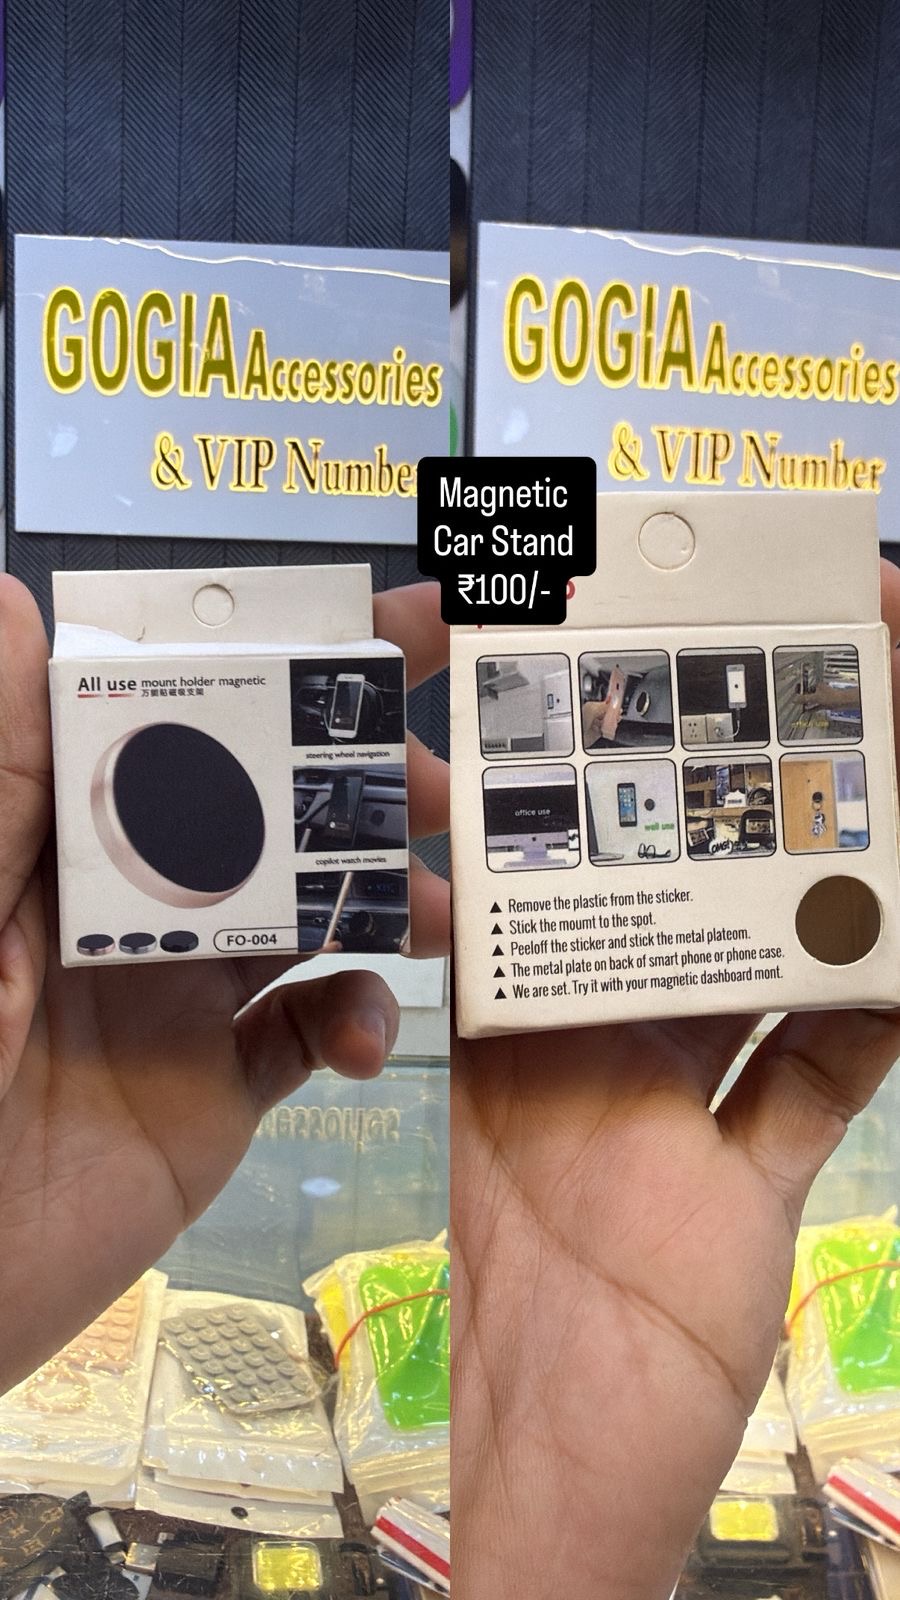 GOGIA Accessories
& VIP Number
GOGIA Accessories
& VIP Number
Magnetic
Car Stand
₹100/-
All use mount holder magnetic
万能贴磁吸支架
steering wheel navigation
copilot watch movies
FO-004
office use
office use
wall use
▲ Remove the plastic from the sticker.
▲ Stick the moumt to the spot.
▲ Peeloff the sticker and stick the metal plateom.
▲ The metal plate on back of smart phone or phone case.
▲ We are set. Try it with your magnetic dashboard mont.